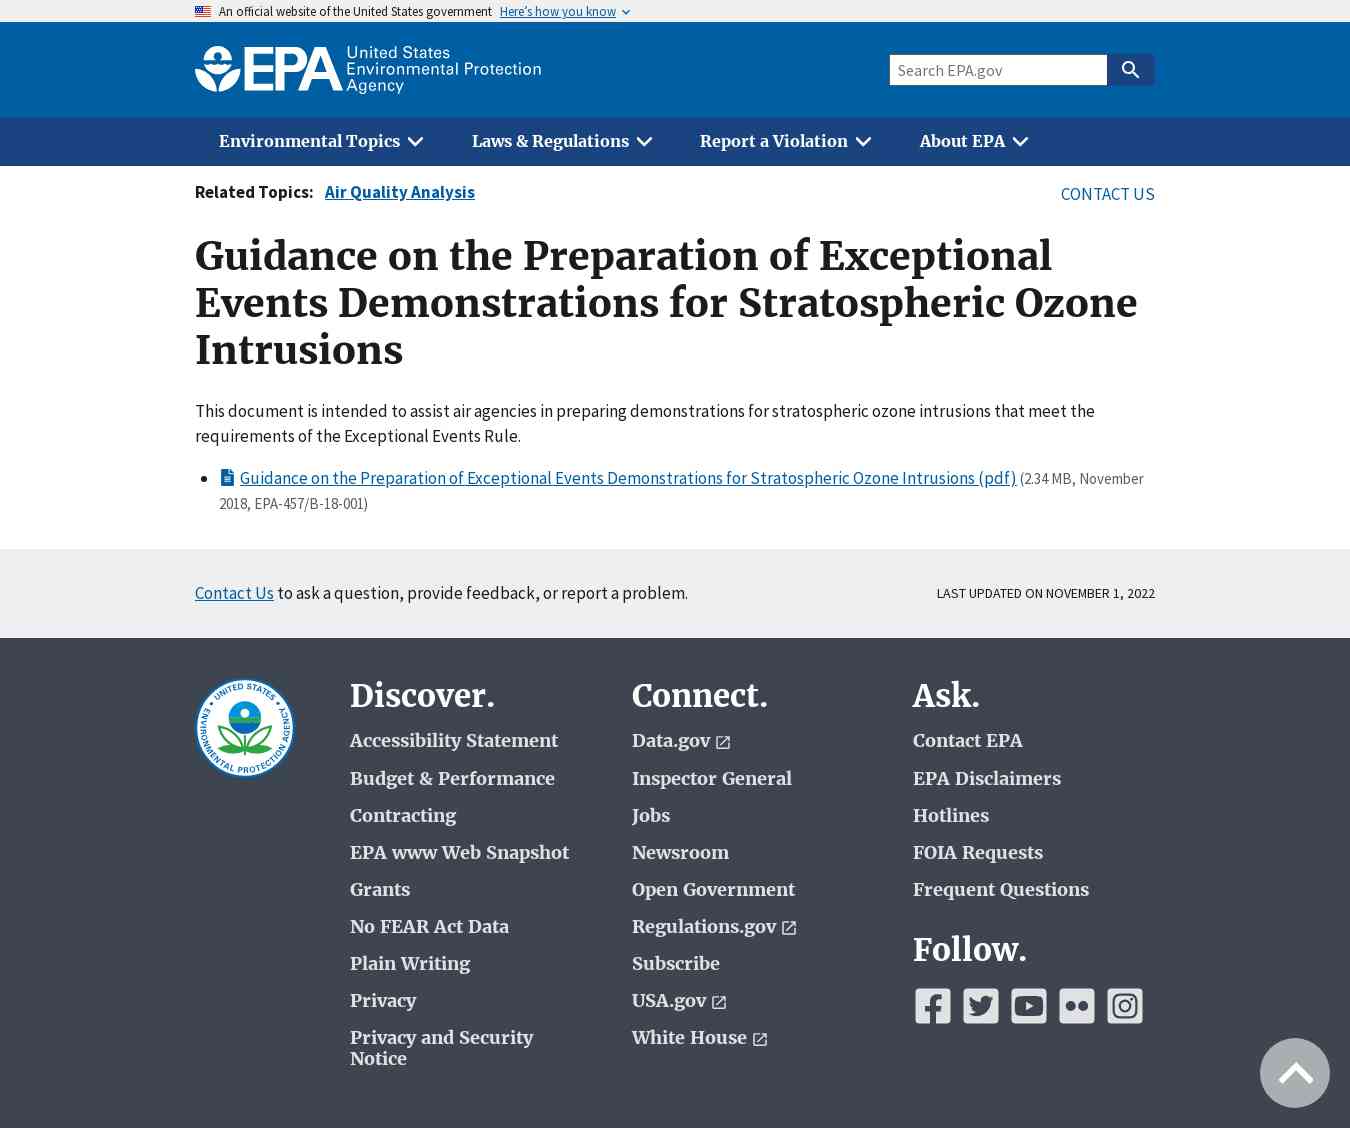 An official website of the United States government Here's how you know
EPA
United States
Environmental Protection
Agency
Search EPA.gov
Environmental Topics Laws & Regulations Report a Violation About EPA
Related Topics: Air Quality Analysis
CONTACT US
Guidance on the Preparation of Exceptional
Events Demonstrations for Stratospheric Ozone
Intrusions
This document is intended to assist air agencies in preparing demonstrations for stratospheric ozone intrusions that meet the
requirements of the Exceptional Events Rule.
Guidance on the Preparation of Exceptional Events Demonstrations for Stratospheric Ozone Intrusions (pdf) (2.34 MB, November
2018, EPA-457/B-18-001)
Contact Us to ask a question, provide feedback, or report a problem.
LAST UPDATED ON NOVEMBER 1, 2022
UNITED STATES
ENVIRONMENTAL PROTECTION AGENCY
Discover.
Accessibility Statement
Budget & Performance
Contracting
EPA www Web Snapshot
Grants
No FEAR Act Data
Plain Writing
Privacy
Privacy and Security
Notice
Connect.
Data.gov
Inspector General
Jobs
Newsroom
Open Government
Regulations.gov
Subscribe
USA.gov
White House
Ask.
Contact EPA
EPA Disclaimers
Hotlines
FOIA Requests
Frequent Questions
Follow.